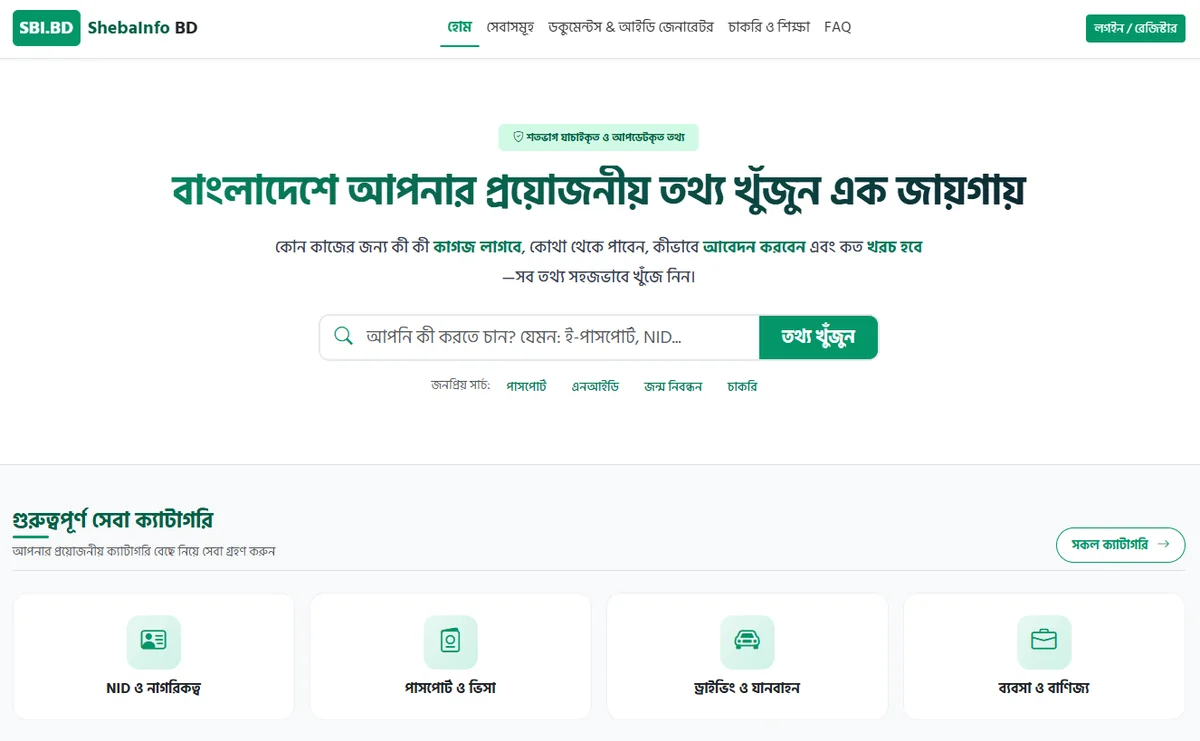 SBI.BD ShebaInfo BD
হোম সেবাসমূহ ডকুমেন্টস & আইডি জেনারেটর চাকরি ও শিক্ষা FAQ
লগইন / রেজিস্টার
শতভাগ যাচাইকৃত ও আপডেটকৃত তথ্য
বাংলাদেশে আপনার প্রয়োজনীয় তথ্য খুঁজুন এক জায়গায়
কোন কাজের জন্য কী কী কাগজ লাগবে, কোথা থেকে পাবেন, কীভাবে আবেদন করবেন এবং কত খরচ হবে
—সব তথ্য সহজভাবে খুঁজে নিন।
আপনি কী করতে চান? যেমন: ই-পাসপোর্ট, NID...
তথ্য খুঁজুন
জনপ্রিয় সার্চ: পাসপোর্ট এনআইডি জন্ম নিবন্ধন চাকরি
গুরুত্বপূর্ণ সেবা ক্যাটাগরি
আপনার প্রয়োজনীয় ক্যাটাগরি বেছে নিয়ে সেবা গ্রহণ করুন
সকল ক্যাটাগরি →
NID ও নাগরিকত্ব
পাসপোর্ট ও ভিসা
ড্রাইভিং ও যানবাহন
ব্যবসা ও বাণিজ্য